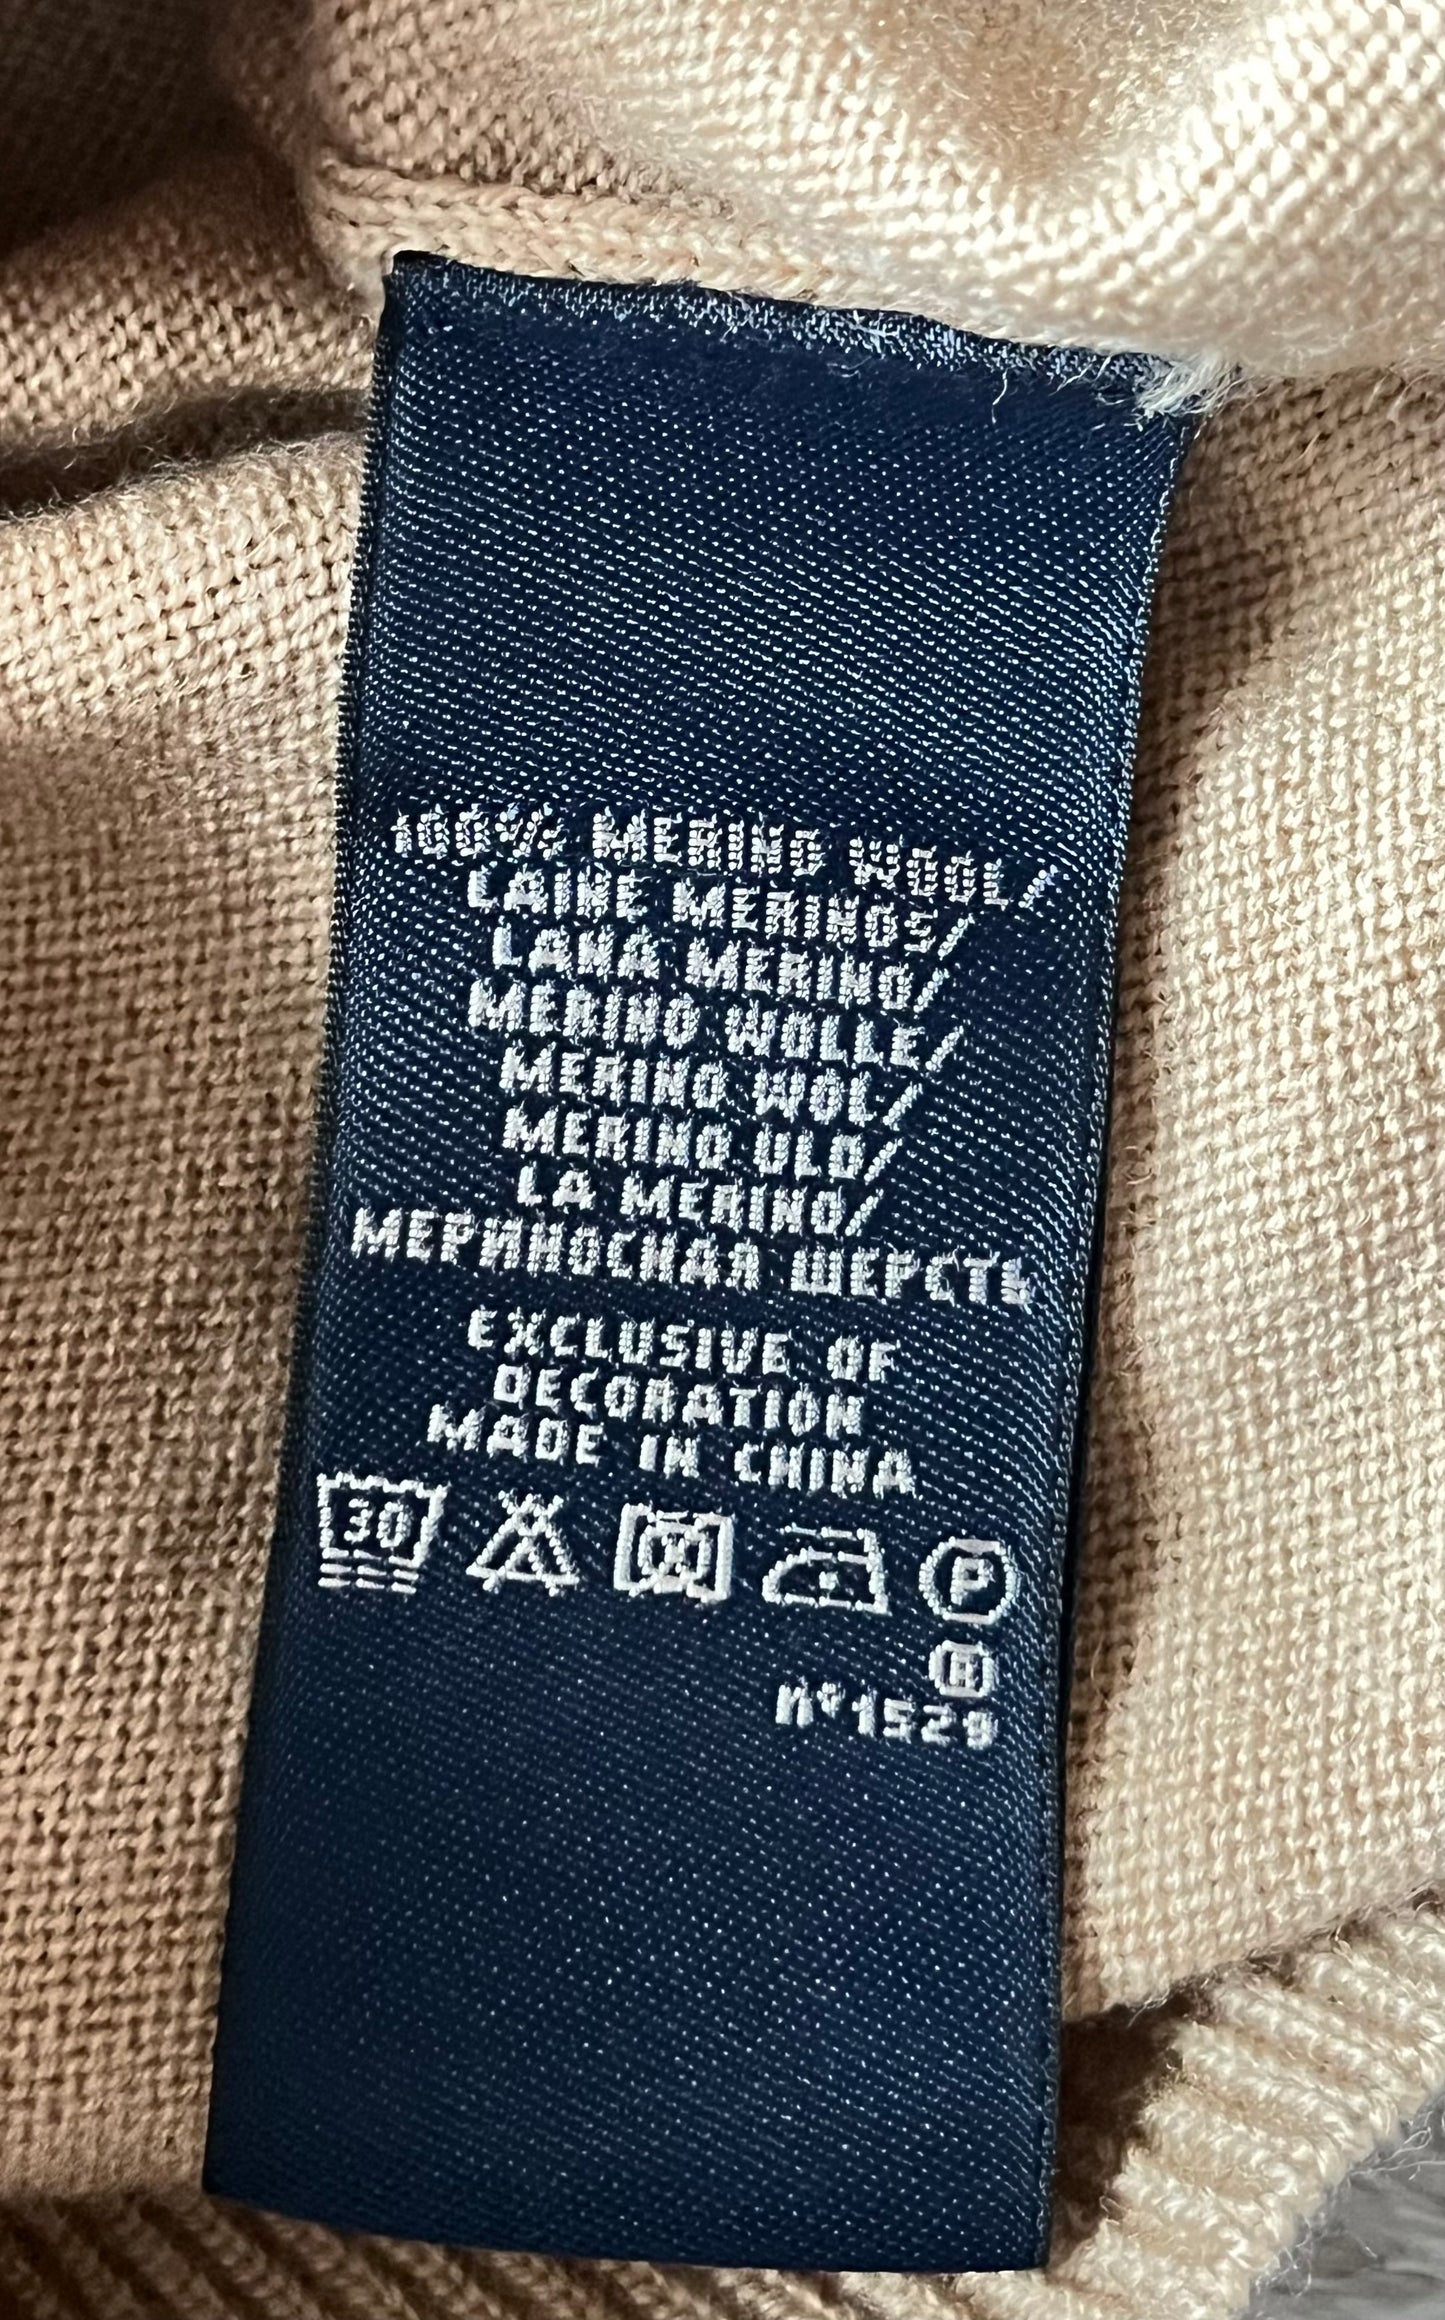 100% MERINO WOOL/
LAINE MERINOS/
LANA MERINO/
MERINO WOLLE/
MERINO WOL/
MERINO ULD/
LÃ MERINO/
МЕРИНОСНАЯ ШЕРСТЬ
EXCLUSIVE OF
DECORATION
MADE IN CHINA
30 P
n°1529